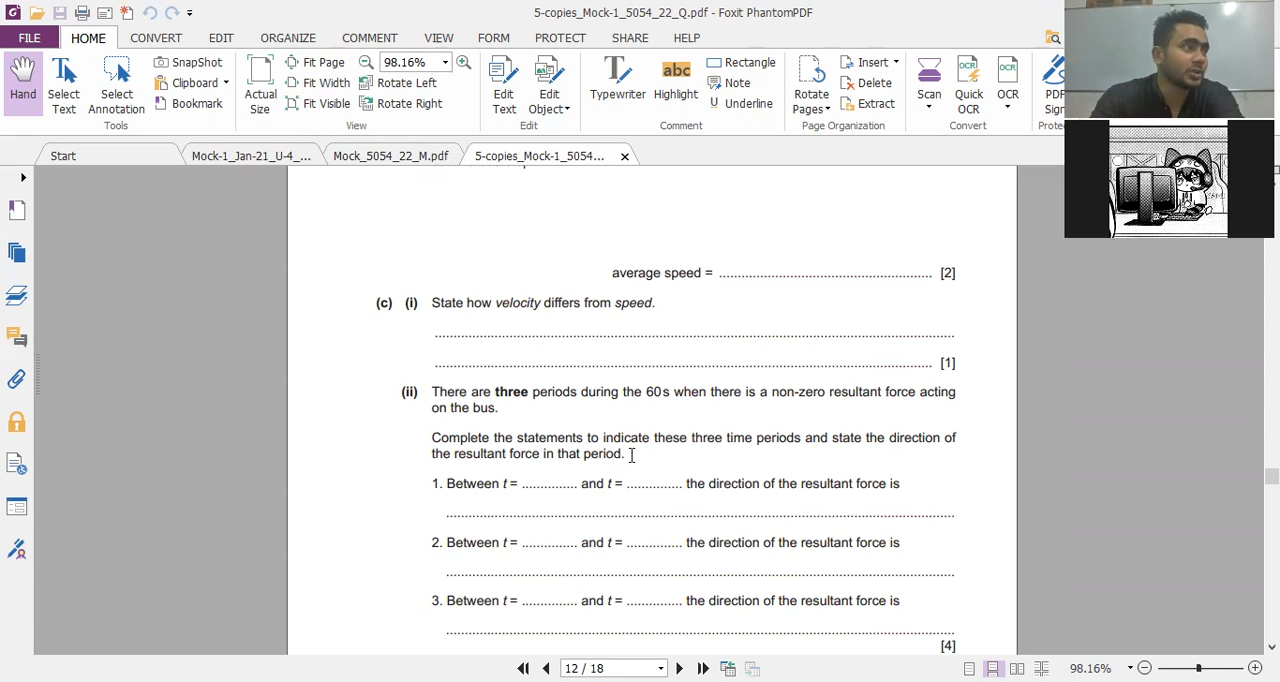 5-copies_Mock-1_5054_22_Q.pdf - Foxit PhantomPDF
FILE HOME CONVERT EDIT ORGANIZE COMMENT VIEW FORM PROTECT SHARE HELP
Hand
Select Text
Select Annotation
SnapShot
Clipboard
Bookmark
Tools
Actual Size
Fit Page
Fit Width
Fit Visible
98.16%
Rotate Left
Rotate Right
View
Edit Text
Edit Object
Edit
Typewriter
abc
Highlight
Rectangle
Note
Underline
Comment
Rotate Pages
Insert
Delete
Extract
Page Organization
Scan
Quick OCR
OCR
Convert
PDF
Sign
Prote
Start Mock-1_Jan-21_U-4_... Mock_5054_22_M.pdf 5-copies_Mock-1_5054...
average speed = ............................................... [2]
(c) (i) State how velocity differs from speed.
...................................................................................................................
.............................................................................................................. [1]
(ii) There are three periods during the 60 s when there is a non-zero resultant force acting
on the bus.
Complete the statements to indicate these three time periods and state the direction of
the resultant force in that period.
1. Between t = ............. and t = ............. the direction of the resultant force is
.................................................................................................................
2. Between t = ............. and t = ............. the direction of the resultant force is
.................................................................................................................
3. Between t = ............. and t = ............. the direction of the resultant force is
.................................................................................................................
[4]
12 / 18
98.16%